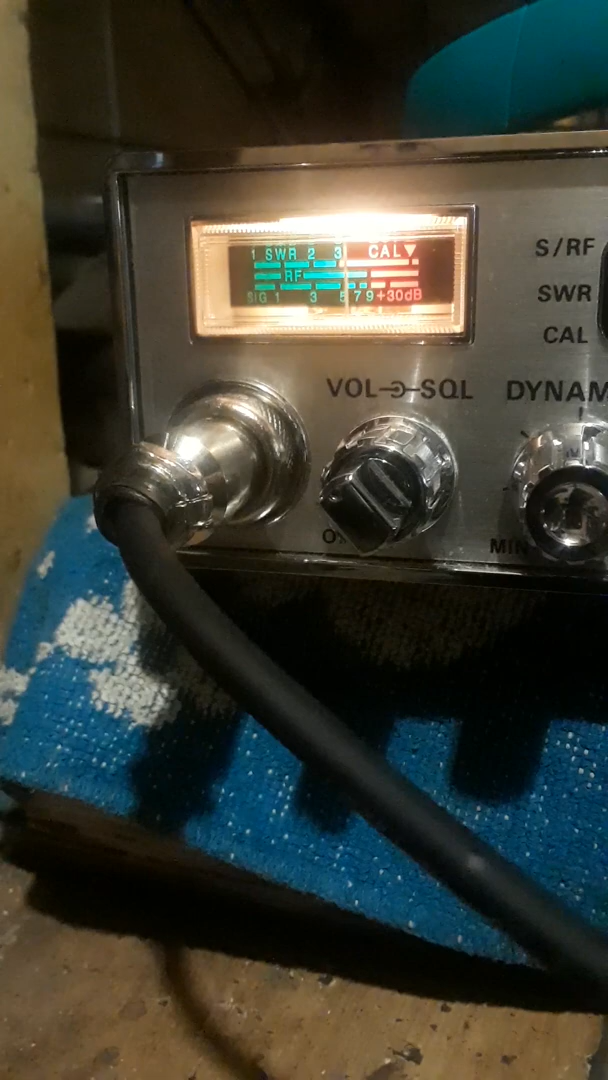 1 SWR 2 3 CAL
RF
SIG 1 3 5 7 9 +30dB
S/RF
SWR
CAL
VOL SQL
DYNAM
MIN